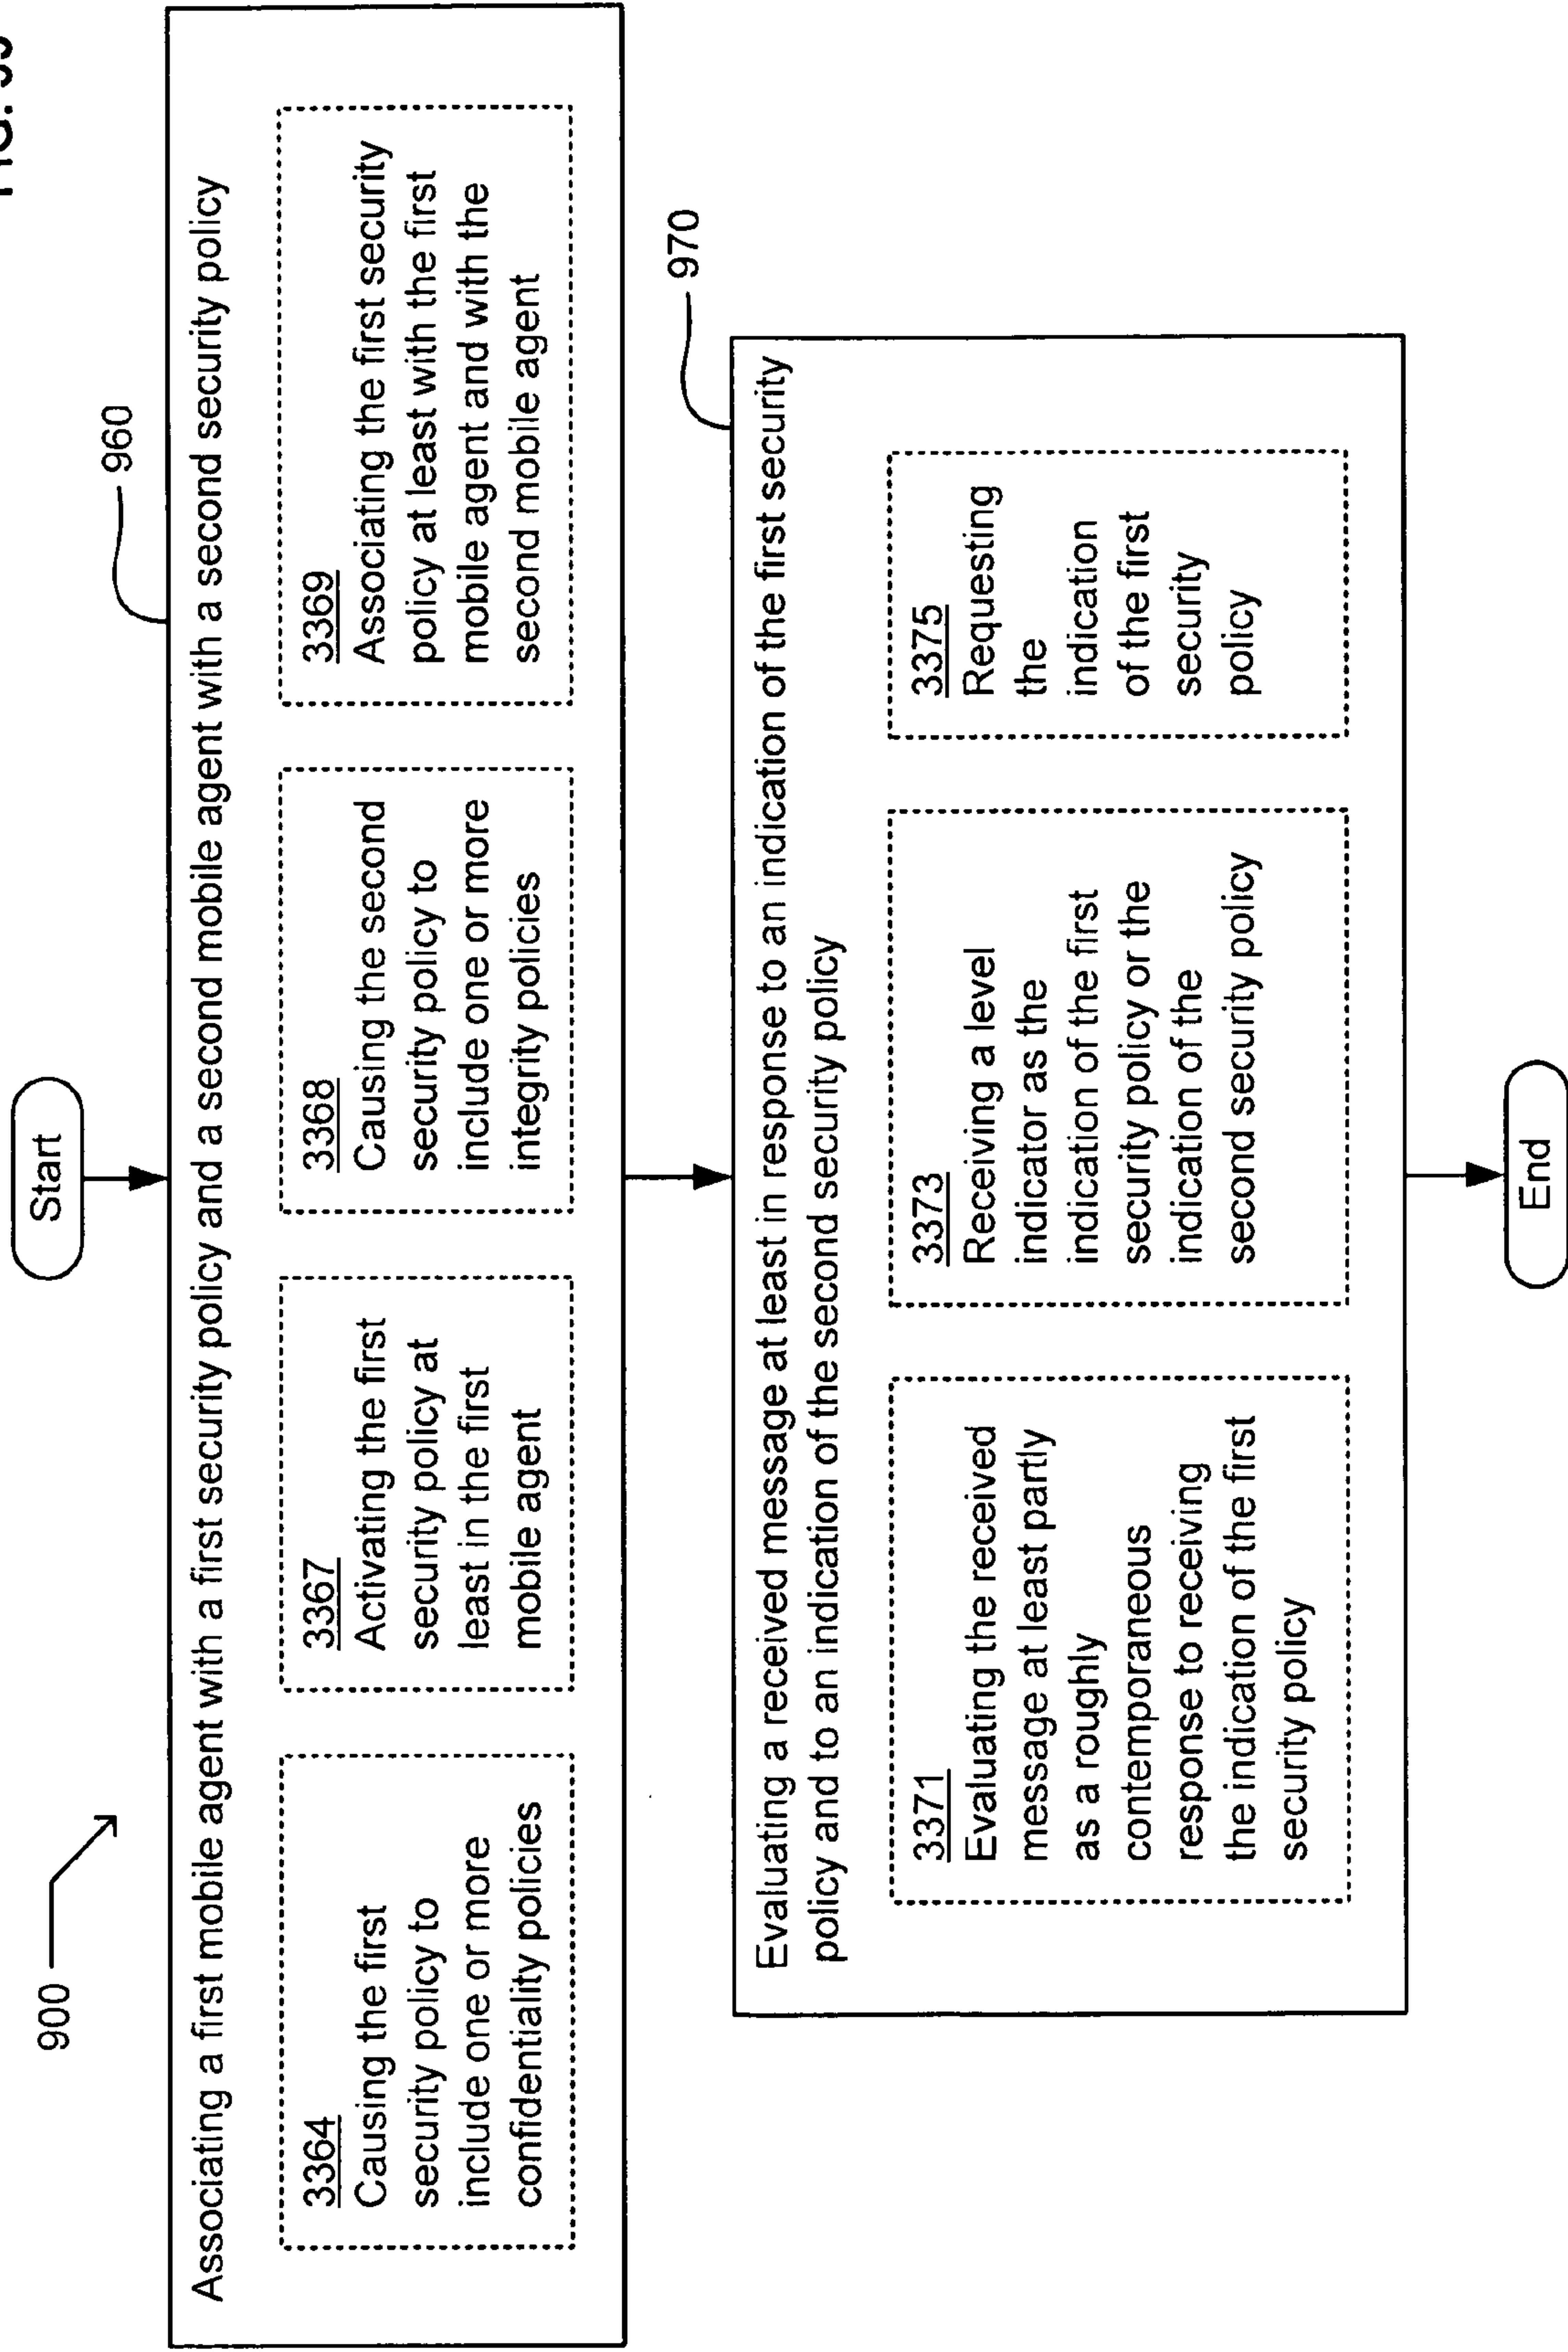 FIG. 33
900
Start
960
Associating a first mobile agent with a first security policy and a second mobile agent with a second security policy
3364
Causing the first
security policy to
include one or more
confidentiality policies
3367
Activating the first
security policy at
least in the first
mobile agent
3368
Causing the second
security policy to
include one or more
integrity policies
3369
Associating the first security
policy at least with the first
mobile agent and with the
second mobile agent
970
Evaluating a received message at least in response to an indication of the first security
policy and to an indication of the second security policy
3371
Evaluating the received
message at least partly
as a roughly
contemporaneous
response to receiving
the indication of the first
security policy
3373
Receiving a level
indicator as the
indication of the first
security policy or the
indication of the
second security policy
3375
Requesting
the
indication
of the first
security
policy
End